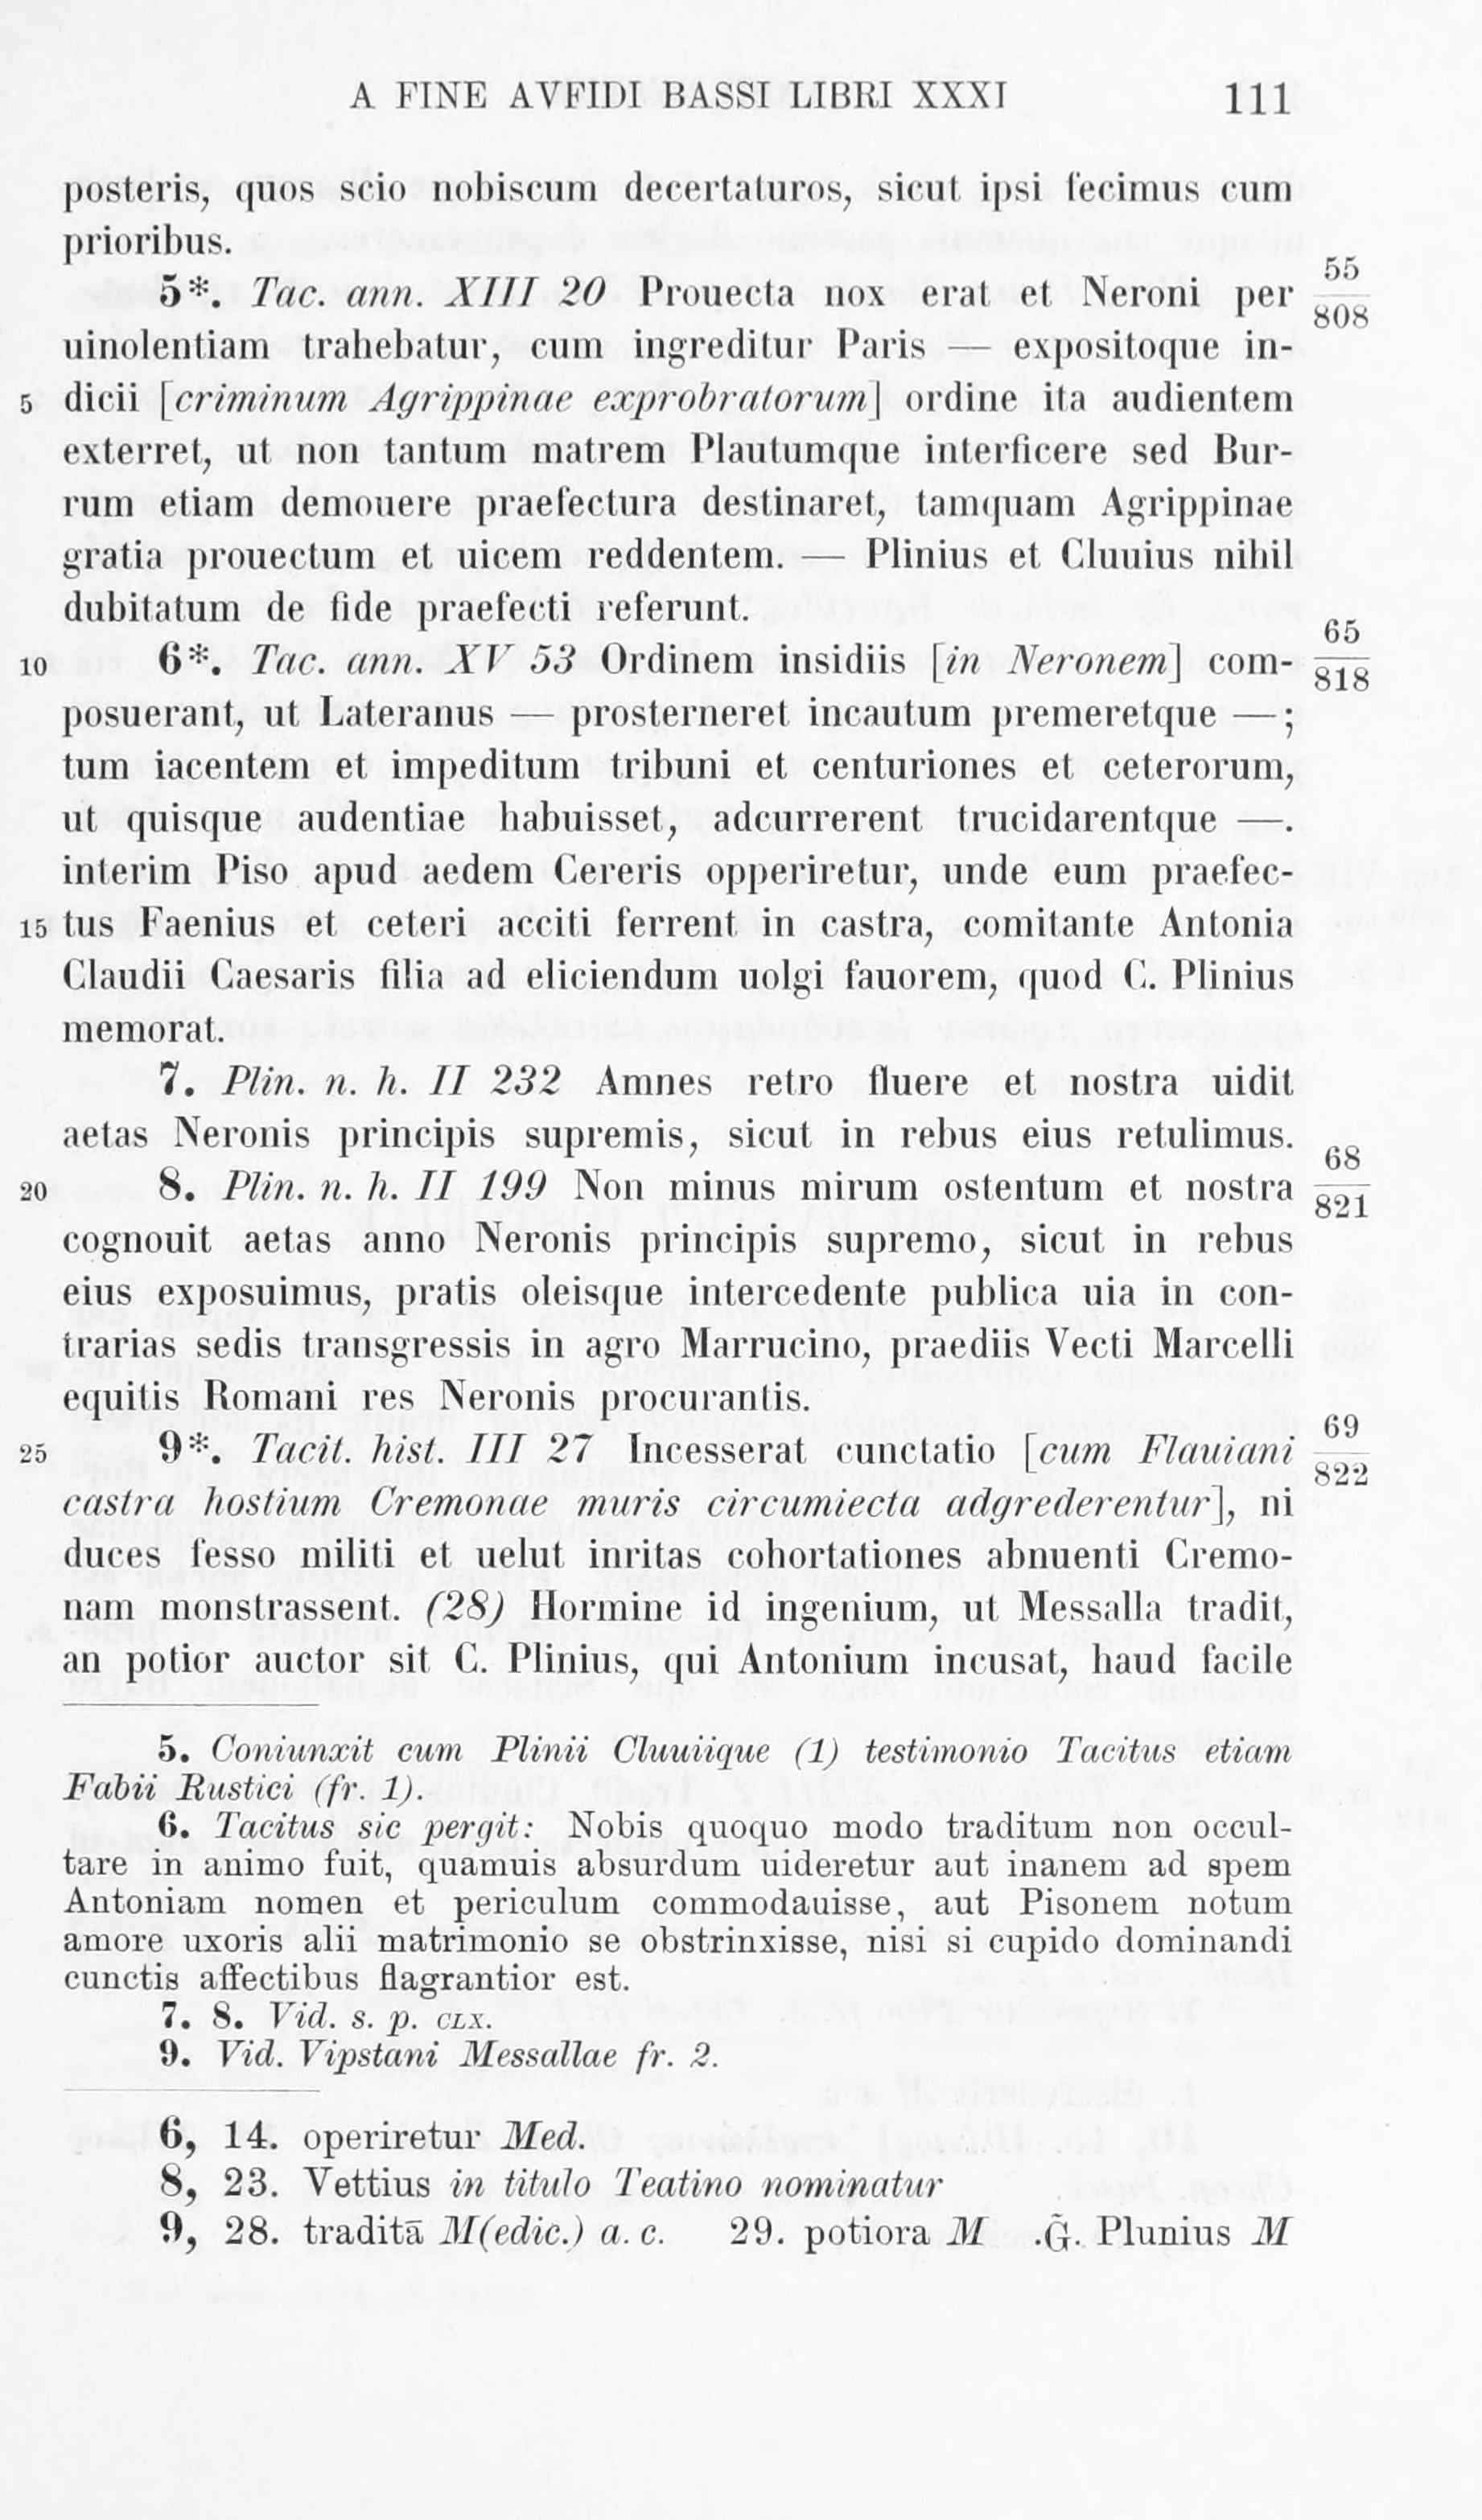 A FINE AVFIDI BASSI LIBRI XXXI 111
posteris, quos scio nobiscum decertaturos, sicut ipsi fecimus cum
prioribus.
5*. Tac. ann. XIII 20 Prouecta nox erat et Neroni per 55/808
uinolentiam trahebatur, cum ingreditur Paris — expositoque in-
5 dicii [criminum Agrippinae exprobratorum] ordine ita audientem
exterret, ut non tantum matrem Plautumque interficere sed Bur-
rum etiam demouere praefectura destinaret, tamquam Agrippinae
gratia prouectum et uicem reddentem. — Plinius et Cluuius nihil
dubitatum de fide praefecti referunt.
10 6*. Tac. ann. XV 53 Ordinem insidiis [in Neronem] com- 65/818
posuerant, ut Lateranus — prosterneret incautum premeretque —;
tum iacentem et impeditum tribuni et centuriones et ceterorum,
ut quisque audentiae habuisset, adcurrerent trucidarentque —.
interim Piso apud aedem Cereris opperiretur, unde eum praefec-
15 tus Faenius et ceteri acciti ferrent in castra, comitante Antonia
Claudii Caesaris filia ad eliciendum uolgi fauorem, quod C. Plinius
memorat.
7. Plin. n. h. II 232 Amnes retro fluere et nostra uidit
aetas Neronis principis supremis, sicut in rebus eius retulimus.
20 8. Plin. n. h. II 199 Non minus mirum ostentum et nostra 68/821
cognouit aetas anno Neronis principis supremo, sicut in rebus
eius exposuimus, pratis oleisque intercedente publica uia in con-
trarias sedis transgressis in agro Marrucino, praediis Vecti Marcelli
equitis Romani res Neronis procurantis.
25 9*. Tacit. hist. III 27 Incesserat cunctatio [cum Flauiani 69/822
castra hostium Cremonae muris circumiecta adgrederentur], ni
duces fesso militi et uelut inritas cohortationes abnuenti Cremo-
nam monstrassent. (28) Hormine id ingenium, ut Messalla tradit,
an potior auctor sit C. Plinius, qui Antonium incusat, haud facile
5. Coniunxit cum Plinii Cluuiique (1) testimonio Tacitus etiam
Fabii Rustici (fr. 1).
6. Tacitus sic pergit: Nobis quoquo modo traditum non occul-
tare in animo fuit, quamuis absurdum uideretur aut inanem ad spem
Antoniam nomen et periculum commodauisse, aut Pisonem notum
amore uxoris alii matrimonio se obstrinxisse, nisi si cupido dominandi
cunctis affectibus flagrantior est.
7. 8. Vid. s. p. CLX.
9. Vid. Vipstani Messallae fr. 2.
6, 14. operiretur Med.
8, 23. Vettius in titulo Teatino nominatur
9, 28. traditā M(edic.) a. c. 29. potiora M .G̃. Plunius M